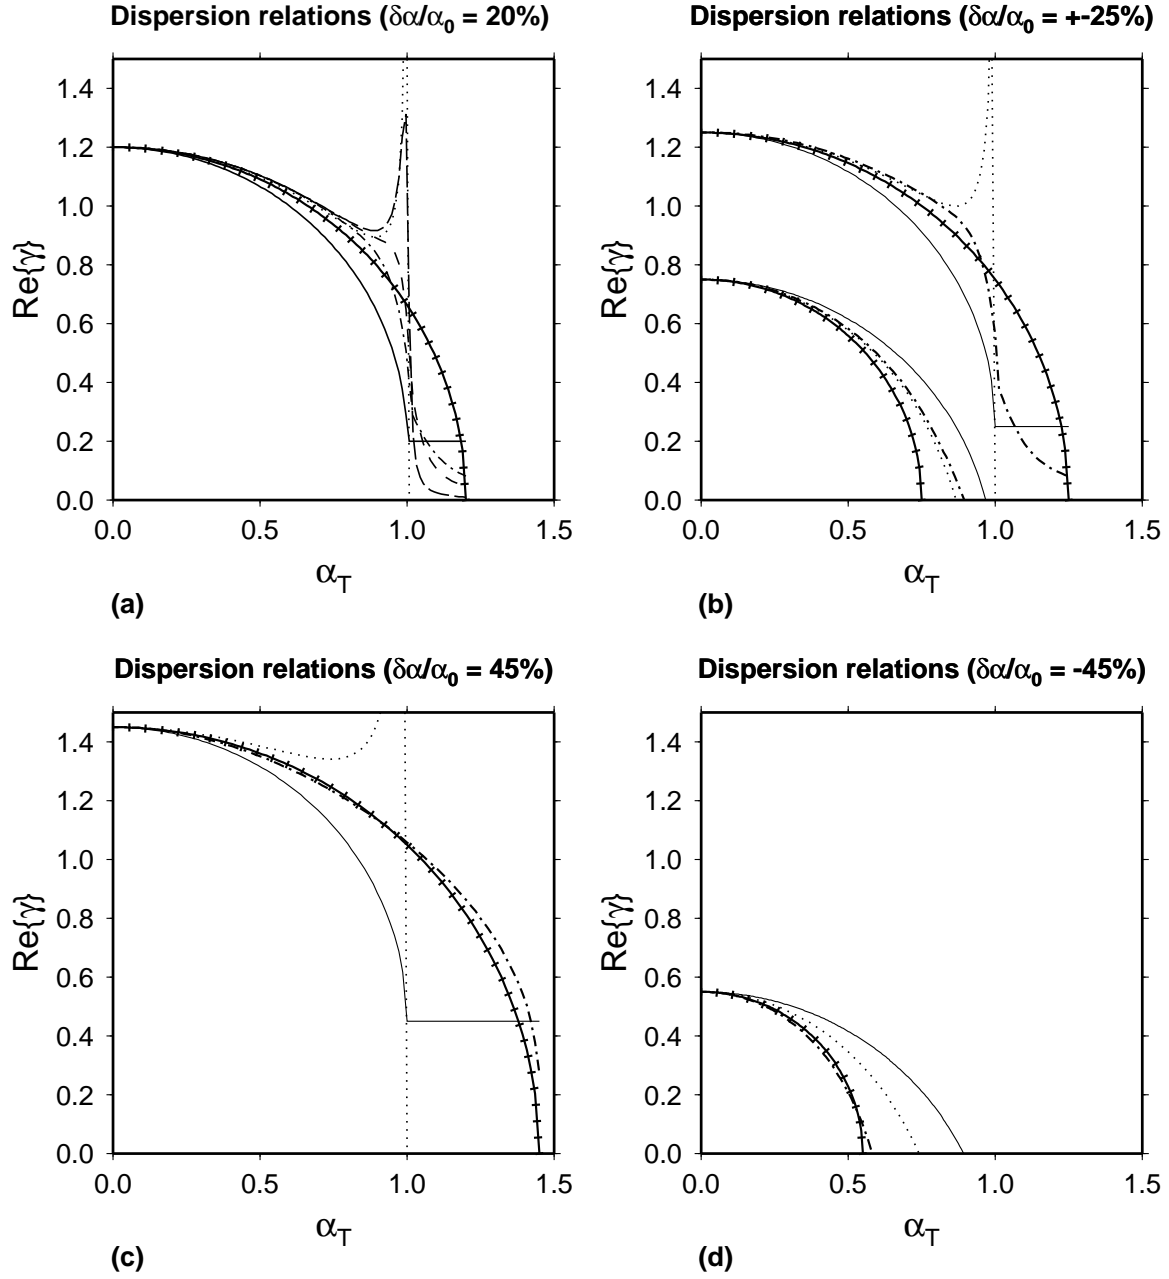 Dispersion relations (δα/α₀ = 20%)
1.4
1.2
1.0
0.8
0.6
0.4
0.2
0.0
Re{γ}
0.0 0.5 1.0 1.5
α_T
(a)
Dispersion relations (δα/α₀ = +-25%)
1.4
1.2
1.0
0.8
0.6
0.4
0.2
0.0
Re{γ}
0.0 0.5 1.0 1.5
α_T
(b)
Dispersion relations (δα/α₀ = 45%)
1.4
1.2
1.0
0.8
0.6
0.4
0.2
0.0
Re{γ}
0.0 0.5 1.0 1.5
α_T
(c)
Dispersion relations (δα/α₀ = -45%)
1.4
1.2
1.0
0.8
0.6
0.4
0.2
0.0
Re{γ}
0.0 0.5 1.0 1.5
α_T
(d)